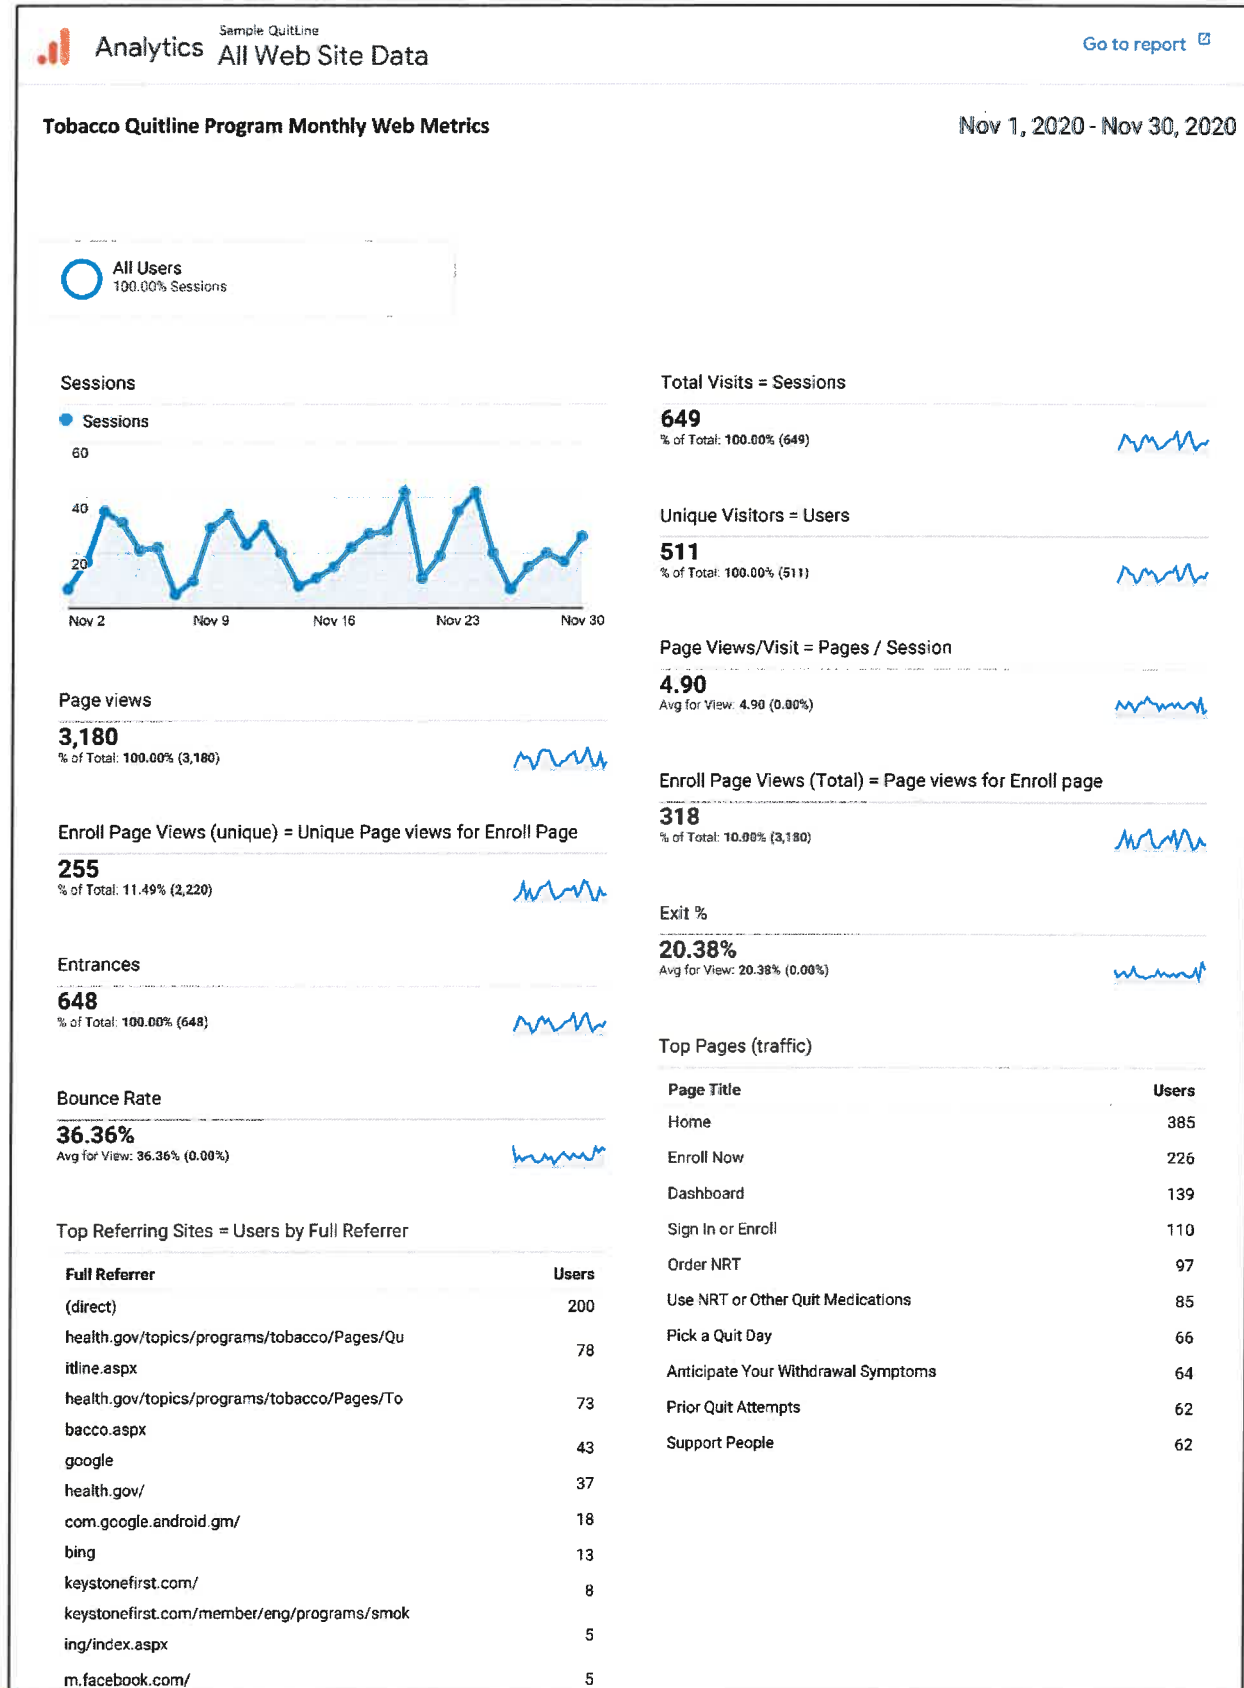 Analytics
Sample QuitLine
All Web Site Data
Go to report
Tobacco Quitline Program Monthly Web Metrics
Nov 1, 2020 - Nov 30, 2020
All Users
100.00% Sessions
Sessions
Sessions
60
40
20
Nov 2
Nov 9
Nov 16
Nov 23
Nov 30
Page views
3,180
% of Total: 100.00% (3,180)
Enroll Page Views (unique) = Unique Page views for Enroll Page
255
% of Total: 11.49% (2,220)
Entrances
648
% of Total: 100.00% (648)
Bounce Rate
36.36%
Avg for View: 36.36% (0.00%)
Top Referring Sites = Users by Full Referrer
Full Referrer Users
(direct) 200
health.gov/topics/programs/tobacco/Pages/Qu
itline.aspx 78
health.gov/topics/programs/tobacco/Pages/To
bacco.aspx 73
google 43
health.gov/ 37
com.google.android.gm/ 18
bing 13
keystonefirst.com/ 8
keystonefirst.com/member/eng/programs/smok
ing/index.aspx 5
m.facebook.com/ 5
Total Visits = Sessions
649
% of Total: 100.00% (649)
Unique Visitors = Users
511
% of Total: 100.00% (511)
Page Views/Visit = Pages / Session
4.90
Avg for View: 4.90 (0.00%)
Enroll Page Views (Total) = Page views for Enroll page
318
% of Total: 10.00% (3,180)
Exit %
20.38%
Avg for View: 20.38% (0.00%)
Top Pages (traffic)
Page Title Users
Home 385
Enroll Now 226
Dashboard 139
Sign In or Enroll 110
Order NRT 97
Use NRT or Other Quit Medications 85
Pick a Quit Day 66
Anticipate Your Withdrawal Symptoms 64
Prior Quit Attempts 62
Support People 62